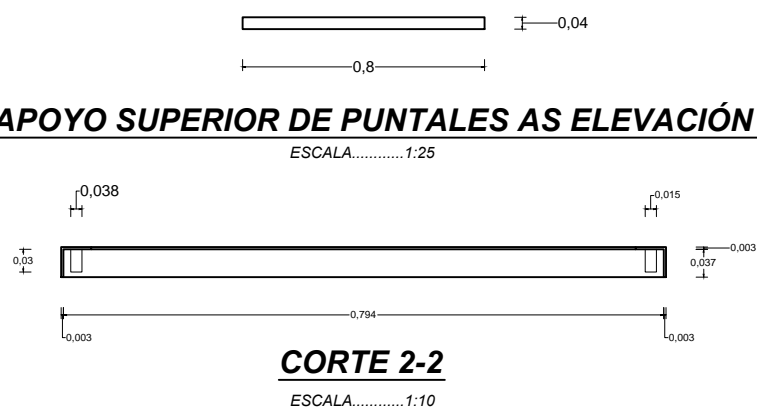 0,04
0,8
APOYO SUPERIOR DE PUNTALES AS ELEVACIÓN
ESCALA............1:25
0,038
0,015
0,03
0,003
0,037
0,794
0,003
0,003
CORTE 2-2
ESCALA............1:10